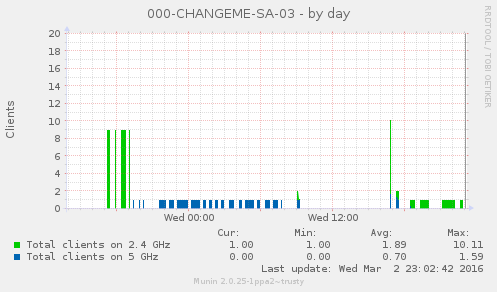 000-CHANGEME-SA-03 - by day
RRDTOOL / TOBI OETIKER
Clients
20
18
16
14
12
10
8
6
4
2
0
Wed 00:00 Wed 12:00
Cur: Min: Avg: Max:
Total clients on 2.4 GHz 1.00 1.00 1.89 10.11
Total clients on 5 GHz 0.00 0.00 0.70 1.59
Last update: Wed Mar 2 23:02:42 2016
Munin 2.0.25-1ppa2~trusty